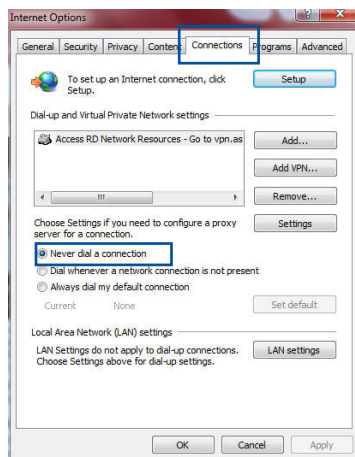 Internet Options
General Security Privacy Content Connections Programs Advanced
To set up an Internet connection, click
Setup.
Setup
Dial-up and Virtual Private Network settings
Access RD Network Resources - Go to vpn.as
Add...
Add VPN...
Remove...
Choose Settings if you need to configure a proxy
server for a connection.
Settings
Never dial a connection
Dial whenever a network connection is not present
Always dial my default connection
Current None
Set default
Local Area Network (LAN) settings
LAN Settings do not apply to dial-up connections.
Choose Settings above for dial-up settings.
LAN settings
OK Cancel Apply